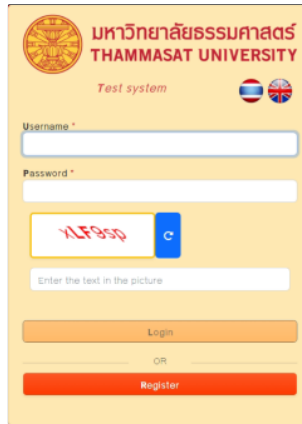 มหาวิทยาลัยธรรมศาสตร์
THAMMASAT UNIVERSITY
Test system
Username *
Password *
xLF9sp
Enter the text in the picture
Login
OR
Register